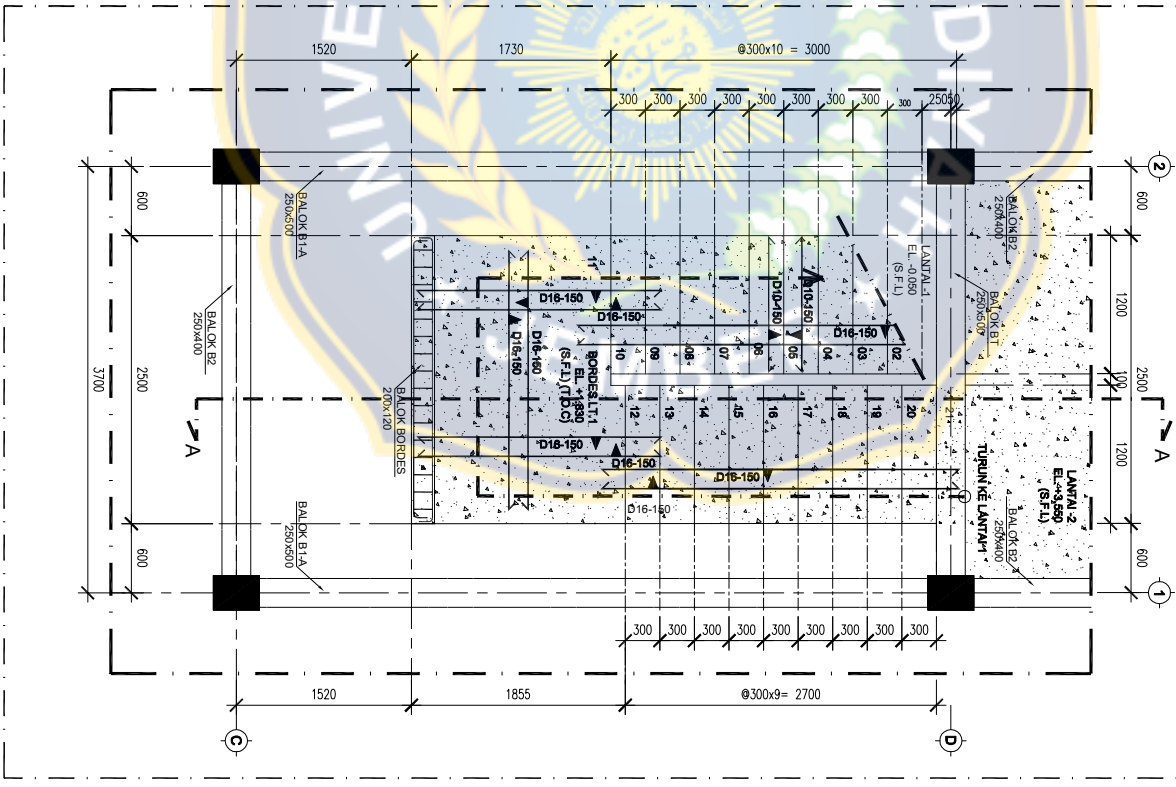 UNIVE
DIYAH
JEMBE
1520
1730
@300x10 = 3000
300
300
300
300
300
300
300
300
300
25050
2
600
1200
100
2500
1200
600
1
600
2500
600
3700
BALOK B1-A
250x500
BALOK B2
250x400
BALOK B1-A
250x500
BALOK BORDES
200x120
BALOK B2
250x400
BALOK B1
250x500
BALOK B2
250x400
LANTAI -1
EL. -0.050
(S.F.L)
LANTAI -2
EL.+3,550
(S.F.L)
TURUN KE LANTAI 1
BORDES LT.1
EL. +1,830
(S.F.L) (T.O.C)
D16-150
D16-150
D16-150
D16-150
D10-150
D10-150
D16-150
D16-150
D16-150
D16-150
D16-150
11
10
09
08
07
06
05
04
03
02
12
13
14
15
16
17
18
19
20
21
A
A
300
300
300
300
300
300
300
300
300
1520
1855
@300x9= 2700
C
D